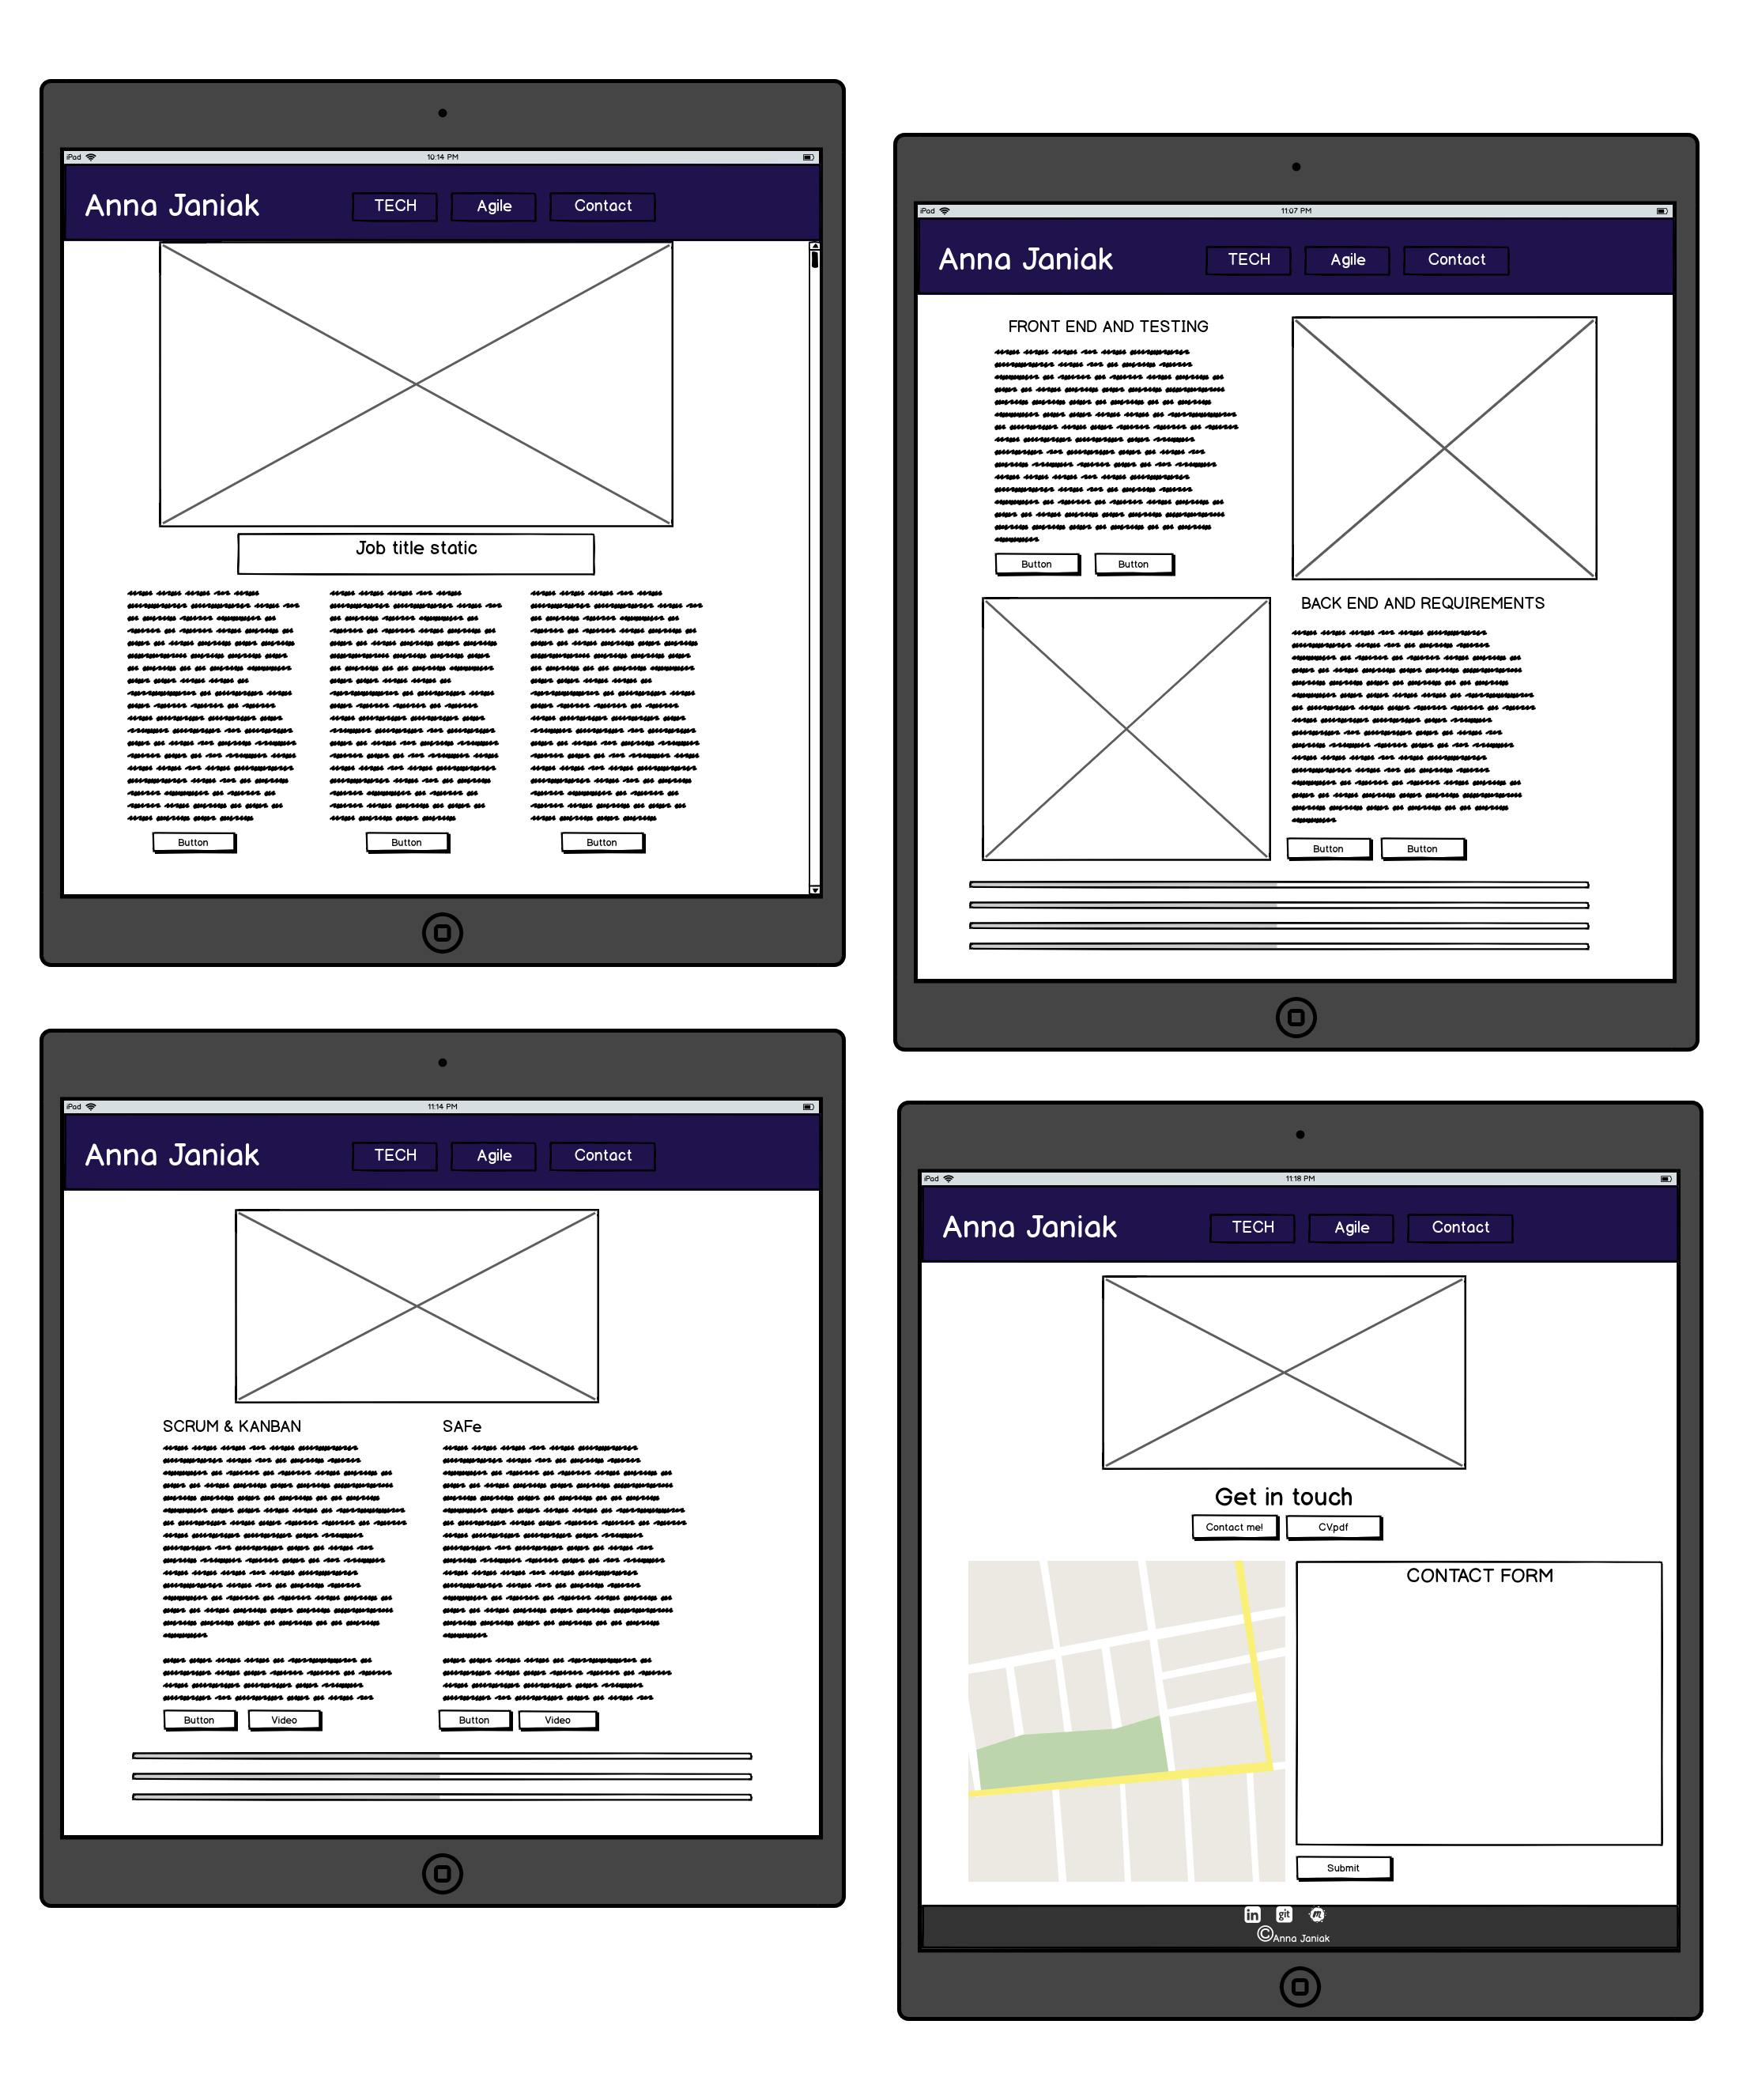 iPad 10:14 PM
Anna Janiak TECH Agile Contact
Job title static
Button Button Button
iPad 11:07 PM
Anna Janiak TECH Agile Contact
FRONT END AND TESTING
Button Button
BACK END AND REQUIREMENTS
Button Button
iPad 11:14 PM
Anna Janiak TECH Agile Contact
SCRUM & KANBAN SAFe
Button Video Button Video
iPad 11:18 PM
Anna Janiak TECH Agile Contact
Get in touch
Contact me! CV.pdf
CONTACT FORM
Submit
in git m
©Anna Janiak